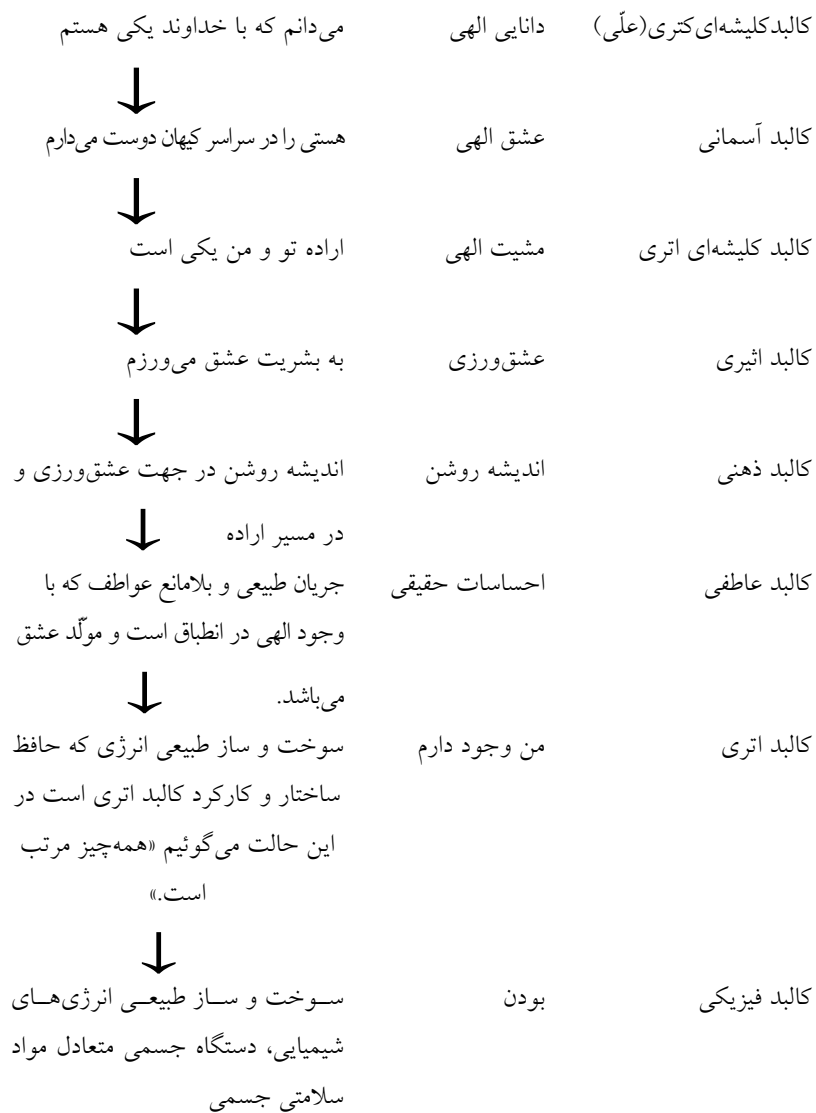 کالبدکلیشه‌ای‌کتری(علّی) دانایی الهی می‌دانم که با خداوند یکی هستم
↓
کالبد آسمانی عشق الهی هستی را در سراسر کیهان دوست می‌دارم
↓
کالبد کلیشه‌ای اتری مشیت الهی اراده تو و من یکی است
↓
کالبد اثیری عشق‌ورزی به بشریت عشق می‌ورزم
↓
کالبد ذهنی اندیشه روشن اندیشه روشن در جهت عشق‌ورزی و
در مسیر اراده ↓
کالبد عاطفی احساسات حقیقی جریان طبیعی و بلامانع عواطف که با
وجود الهی در انطباق است و مولّد عشق
می‌باشد. ↓
کالبد اتری من وجود دارم سوخت و ساز طبیعی انرژی که حافظ
ساختار و کارکرد کالبد اتری است در
این حالت می‌گوئیم «همه‌چیز مرتب
است.»
↓
کالبد فیزیکی بودن سوخت و ساز طبیعی انرژی‌های
شیمیایی، دستگاه جسمی متعادل مواد
سلامتی جسمی